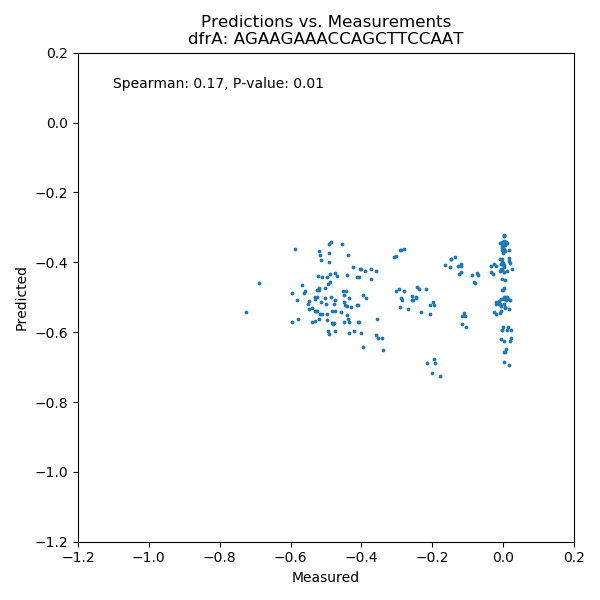 Predictions vs. Measurements
dfrA: AGAAGAAACCAGCTTCCAAT
Spearman: 0.17, P-value: 0.01
0.2
0.0
−0.2
−0.4
−0.6
−0.8
−1.0
−1.2
Predicted
−1.2 −1.0 −0.8 −0.6 −0.4 −0.2 0.0 0.2
Measured